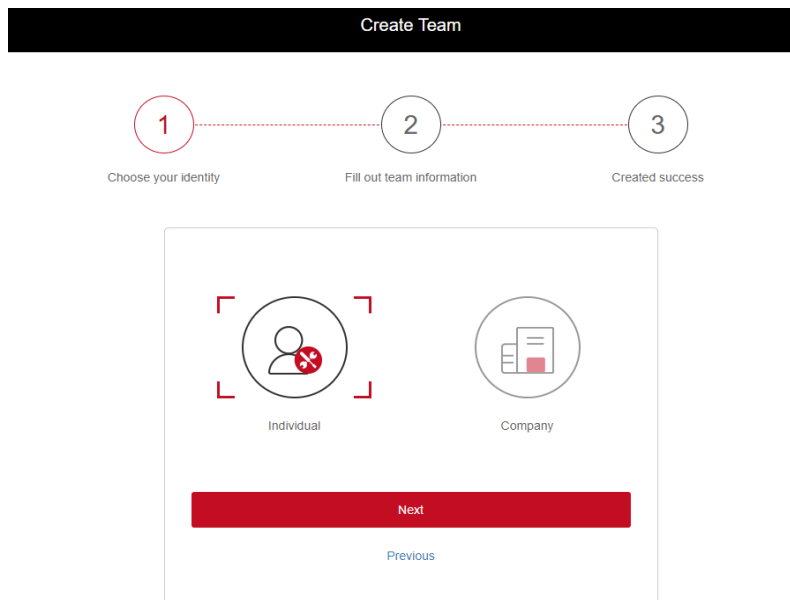 Create Team
1
2
3
Choose your identity
Fill out team information
Created success
Individual
Company
Next
Previous